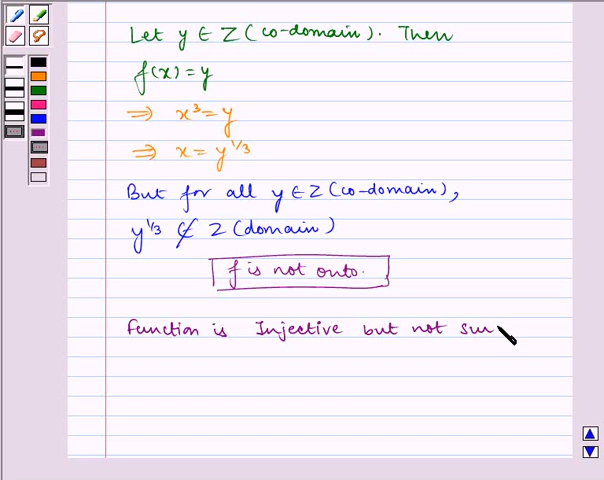 Let y ∈ Z (co-domain). Then
f(x) = y
⇒ x³ = y
⇒ x = y^1/3
But for all y ∈ Z (co-domain),
y^1/3 ∉ Z (domain)
f is not onto.
Function is Injective but not sur